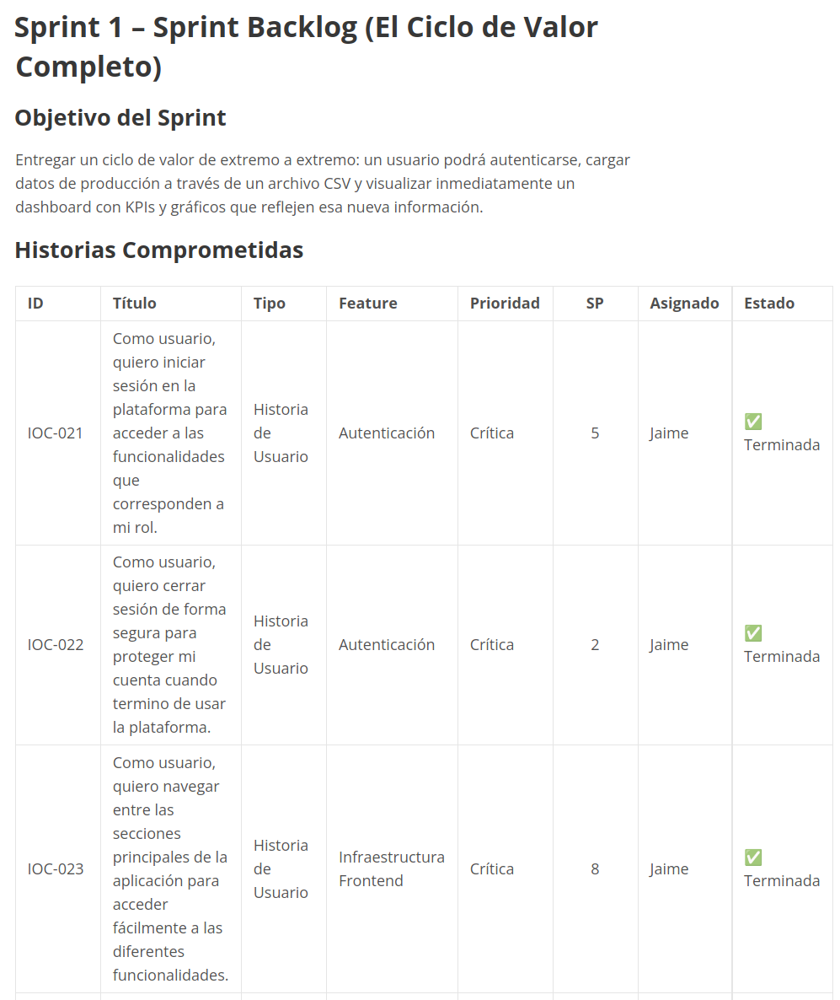 Sprint 1 – Sprint Backlog (El Ciclo de Valor
Completo)
Objetivo del Sprint
Entregar un ciclo de valor de extremo a extremo: un usuario podrá autenticarse, cargar
datos de producción a través de un archivo CSV y visualizar inmediatamente un
dashboard con KPIs y gráficos que reflejen esa nueva información.
Historias Comprometidas
ID Título Tipo Feature Prioridad SP Asignado Estado
IOC-021
Como usuario,
quiero iniciar
sesión en la
plataforma para
acceder a las
funcionalidades
que
corresponden a
mi rol.
Historia
de
Usuario
Autenticación
Crítica
5
Jaime
✅
Terminada
IOC-022
Como usuario,
quiero cerrar
sesión de forma
segura para
proteger mi
cuenta cuando
termino de usar
la plataforma.
Historia
de
Usuario
Autenticación
Crítica
2
Jaime
✅
Terminada
IOC-023
Como usuario,
quiero navegar
entre las
secciones
principales de la
aplicación para
acceder
fácilmente a las
diferentes
funcionalidades.
Historia
de
Usuario
Infraestructura
Frontend
Crítica
8
Jaime
✅
Terminada